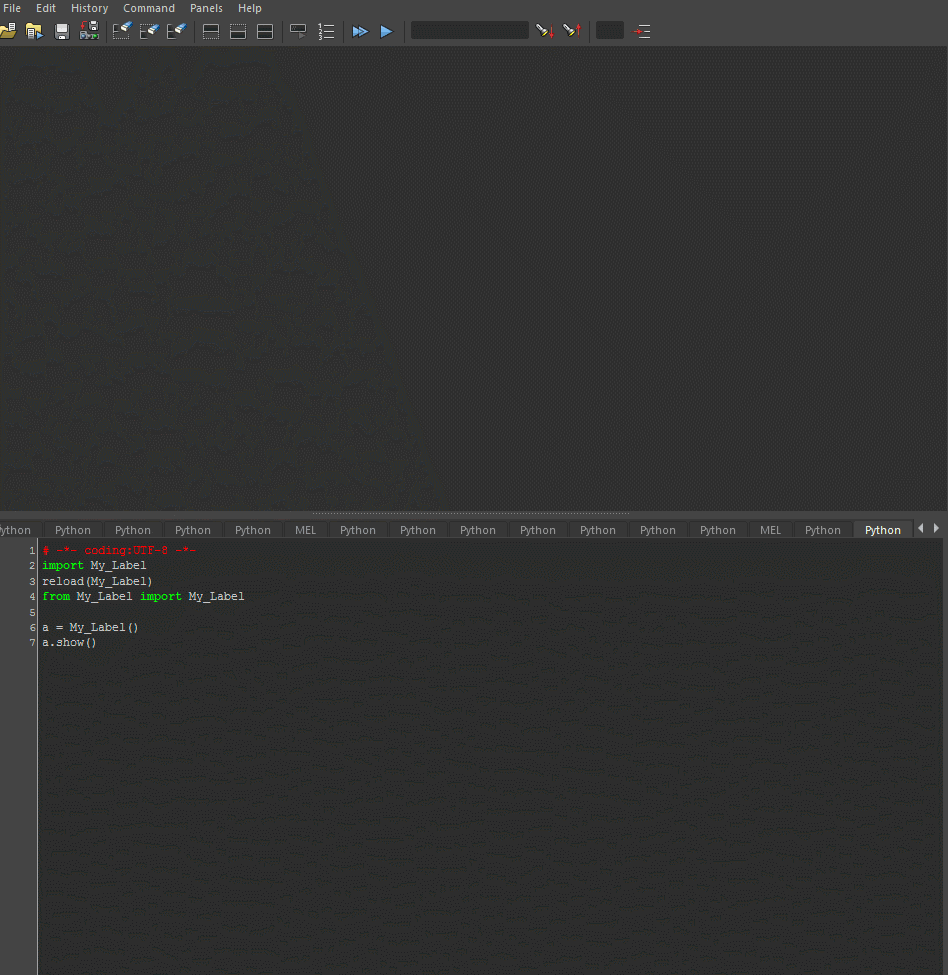 File Edit History Command Panels Help
ython Python Python Python Python MEL Python Python Python Python Python Python Python MEL Python Python
1 # -*- coding:UTF-8 -*-
2 import My_Label
3 reload(My_Label)
4 from My_Label import My_Label
5
6 a = My_Label()
7 a.show()